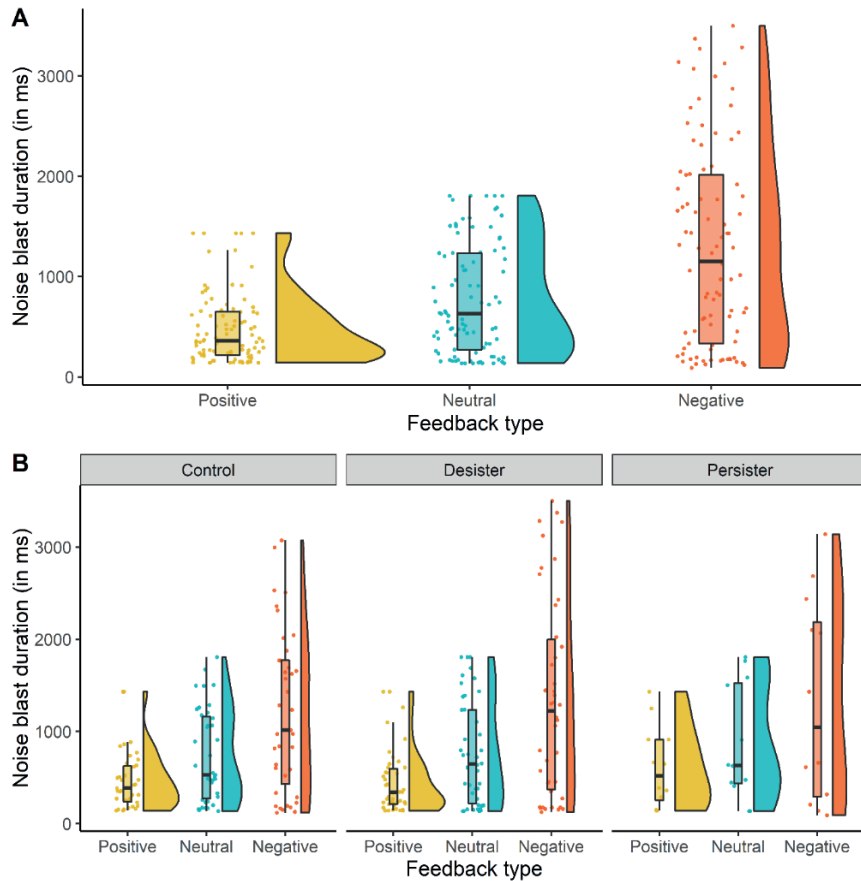 A
Noise blast duration (in ms)
3000
2000
1000
0
Positive Neutral Negative
Feedback type
B
Control Desister Persister
Noise blast duration (in ms)
3000
2000
1000
0
Positive Neutral Negative Positive Neutral Negative Positive Neutral Negative
Feedback type